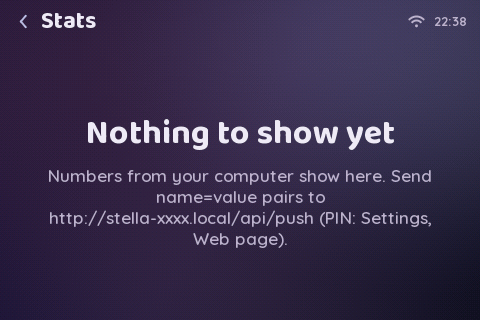 Stats
22:38
Nothing to show yet
Numbers from your computer show here. Send
name=value pairs to
http://stella-xxxx.local/api/push (PIN: Settings,
Web page).